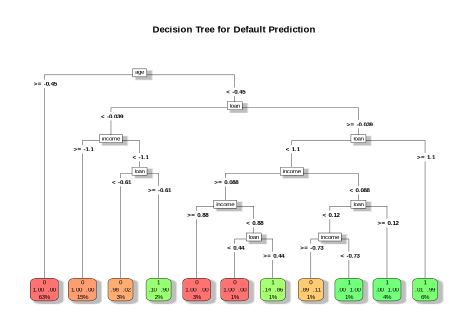 Decision Tree for Default Prediction
age
>= -0.45
< -0.45
loan
< -0.039
>= -0.039
income
loan
>= -1.1
< -1.1
< 1.1
>= 1.1
loan
income
< -0.61
>= -0.61
>= 0.088
< 0.088
income
loan
>= 0.88
< 0.88
< 0.12
>= 0.12
loan
income
< 0.44
>= 0.44
>= -0.73
< -0.73
0 0 0 1 0 0 1 0 1 1 1
1.00 .00 1.00 .00 .98 .02 .10 .90 1.00 .00 1.00 .00 .14 .86 .89 .11 .00 1.00 .00 1.00 .01 .99
63% 15% 3% 2% 3% 1% 1% 1% 1% 4% 6%